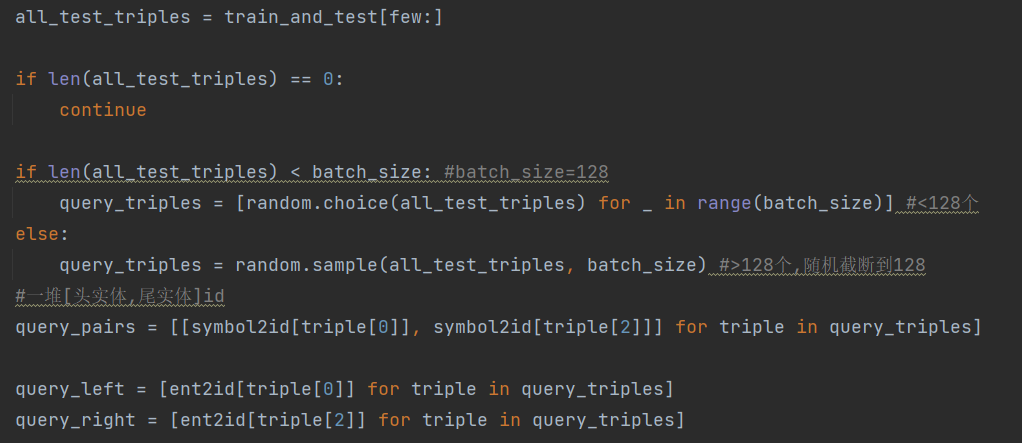 all_test_triples = train_and_test[few:]
if len(all_test_triples) == 0:
continue
if len(all_test_triples) < batch_size: #batch_size=128
query_triples = [random.choice(all_test_triples) for _ in range(batch_size)] #<128个
else:
query_triples = random.sample(all_test_triples, batch_size) #>128个,随机截断到128
#一堆[头实体,尾实体]id
query_pairs = [[symbol2id[triple[0]], symbol2id[triple[2]]] for triple in query_triples]
query_left = [ent2id[triple[0]] for triple in query_triples]
query_right = [ent2id[triple[2]] for triple in query_triples]